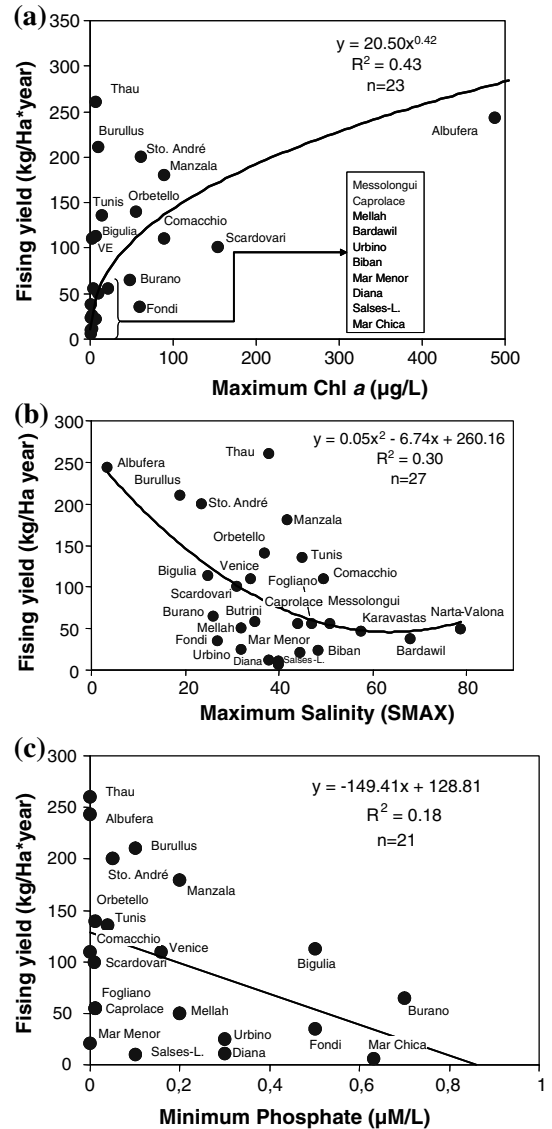 (a)
350
300
250
200
150
100
50
0
Fising yield (kg/Ha*year)
y = 20.50x^0.42
R² = 0.43
n=23
Thau
Burullus
Sto. André
Manzala
Albufera
Tunis
Orbetello
Bigulia
VE
Comacchio
Scardovari
Burano
Fondi
Messolongui
Caprolace
Mellah
Bardawil
Urbino
Biban
Mar Menor
Diana
Salses-L.
Mar Chica
0
100
200
300
400
500
Maximum Chl a (µg/L)
(b)
300
250
200
150
100
50
0
Fising yield (kg/Ha year)
y = 0.05x² - 6.74x + 260.16
R² = 0.30
n=27
Albufera
Thau
Burullus
Sto. André
Manzala
Orbetello
Tunis
Bigulia
Venice
Fogliano
Comacchio
Scardovari
Caprolace
Messolongui
Burano
Butrini
Karavastas
Narta-Valona
Mellah
Fondi
Mar Menor
Urbino
Diana
Salses-L.
Biban
Bardawil
0
20
40
60
80
Maximum Salinity (SMAX)
(c)
300
250
200
150
100
50
0
Fising yield (kg/Ha*year)
y = -149.41x + 128.81
R² = 0.18
n=21
Thau
Albufera
Burullus
Sto. André
Manzala
Orbetello
Tunis
Comacchio
Venice
Scardovari
Bigulia
Fogliano
Caprolace
Mellah
Burano
Mar Menor
Urbino
Fondi
Mar Chica
Salses-L.
Diana
0
0,2
0,4
0,6
0,8
1
Minimum Phosphate (µM/L)